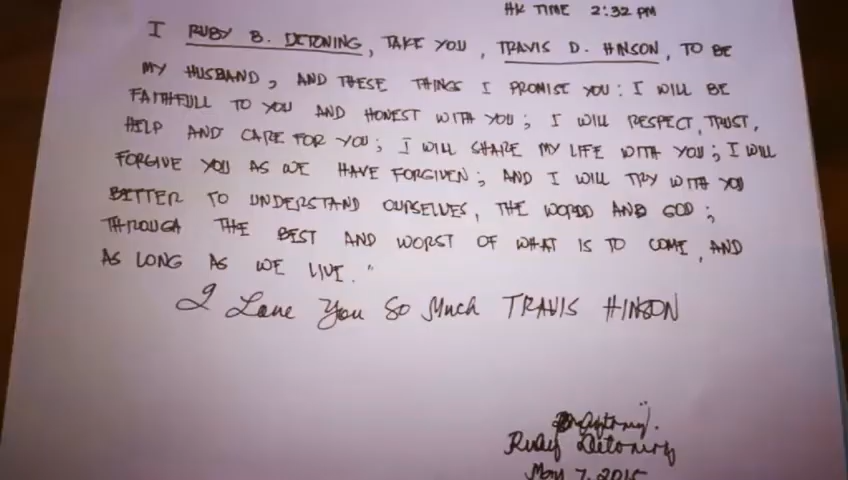 HK TIME 2:32 PM
I RUBY B. DETONING, TAKE YOU, TRAVIS D. HINSON, TO BE
MY HUSBAND, AND THESE THINGS I PROMISE YOU: I WILL BE
FAITHFULL TO YOU AND HONEST WITH YOU; I WILL RESPECT, TRUST,
HELP AND CARE FOR YOU; I WILL SHARE MY LIFE WITH YOU; I WILL
FORGIVE YOU AS WE HAVE FORGIVEN; AND I WILL TRY WITH YOU
BETTER TO UNDERSTAND OURSELVES, THE WORDD AND GOD;
THROUGA THE BEST AND WORST OF WHAT IS TO COME, AND
AS LONG AS WE LIVE."
I Love You So Much TRAVIS HINSON
Ruby Detoning
May 7, 2015